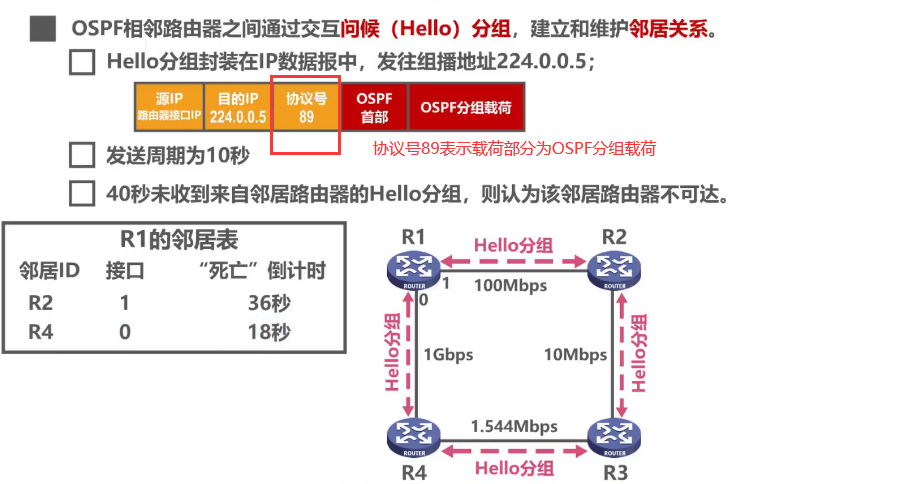 OSPF相邻路由器之间通过交互问候（Hello）分组，建立和维护邻居关系。
Hello分组封装在IP数据报中，发往组播地址224.0.0.5；
源IP
路由器接口IP
目的IP
224.0.0.5
协议号
89
OSPF
首部
OSPF分组载荷
协议号89表示载荷部分为OSPF分组载荷
发送周期为10秒
40秒未收到来自邻居路由器的Hello分组，则认为该邻居路由器不可达。
R1的邻居表
邻居ID 接口 “死亡”倒计时
R2 1 36秒
R4 0 18秒
R1
R2
Hello分组
ROUTER
1
0
100Mbps
ROUTER
Hello分组
1Gbps
10Mbps
Hello分组
1.544Mbps
ROUTER
ROUTER
Hello分组
R4
R3